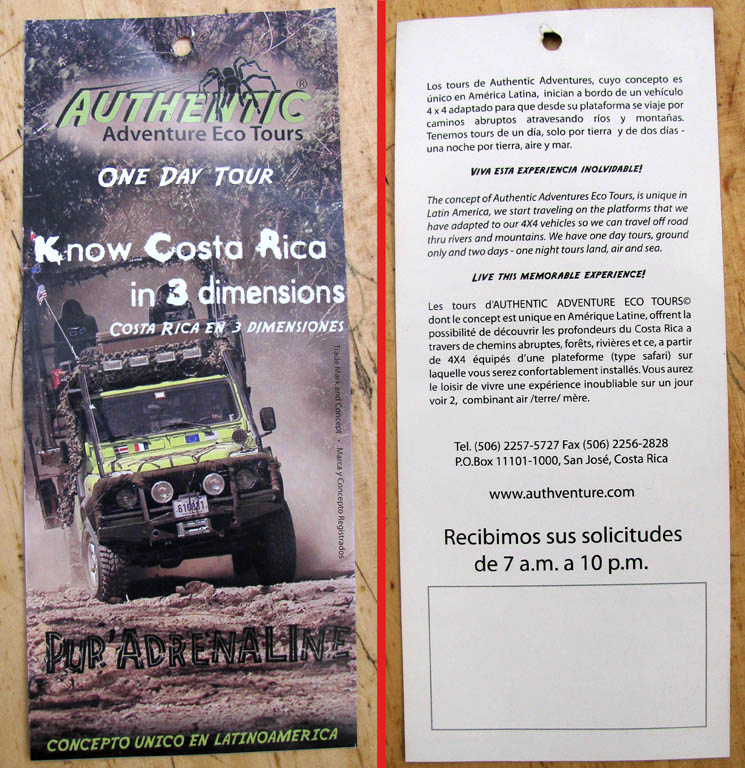 AUTHENTIC®
Adventure Eco Tours
ONE DAY TOUR
Know Costa Rica
in 3 dimensions
COSTA RICA EN 3 DIMENSIONES
Trade Mark and Concept • Marca y Concepto Registrados
PUR'ADRENALINE
CONCEPTO UNICO EN LATINOAMERICA
Los tours de Authentic Adventures, cuyo concepto es
único en América Latina, inician a bordo de un vehículo
4 x 4 adaptado para que desde su plataforma se viaje por
caminos abruptos atravesando ríos y montañas.
Tenemos tours de un día, solo por tierra y de dos días -
una noche por tierra, aire y mar.
VIVA ESTA EXPERIENCIA INOLVIDABLE!
The concept of Authentic Adventures Eco Tours, is unique in
Latin America, we start traveling on the platforms that we
have adapted to our 4X4 vehicles so we can travel off road
thru rivers and mountains. We have one day tours, ground
only and two days - one night tours land, air and sea.
LIVE THIS MEMORABLE EXPERIENCE!
Les tours d'AUTHENTIC ADVENTURE ECO TOURS©
dont le concept est unique en Amérique Latine, offrent la
possibilité de découvrir les profondeurs du Costa Rica a
travers de chemins abruptes, forêts, rivières et ce, a partir
de 4X4 équipés d'une plateforme (type safari) sur
laquelle vous serez confortablement installés. Vous aurez
le loisir de vivre une expérience inoubliable sur un jour
voir 2, combinant air /terre/ mère.
Tel. (506) 2257-5727 Fax (506) 2256-2828
P.O.Box 11101-1000, San José, Costa Rica
www.authventure.com
Recibimos sus solicitudes
de 7 a.m. a 10 p.m.